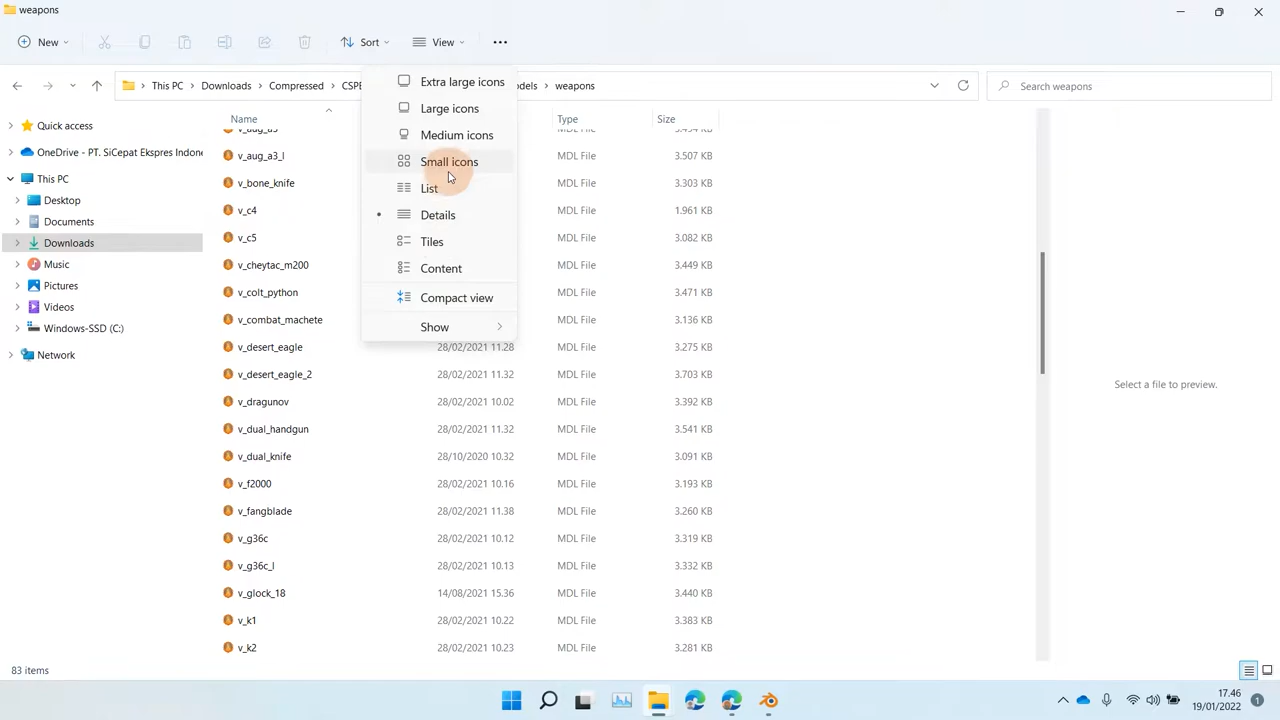 weapons
New
Sort
View
This PC > Downloads > Compressed > CSPE
dels > weapons
Search weapons
Extra large icons
Large icons
Medium icons
Small icons
List
Details
Tiles
Content
Compact view
Show
Quick access
OneDrive - PT. SiCepat Ekspres Indone
This PC
Desktop
Documents
Downloads
Music
Pictures
Videos
Windows-SSD (C:)
Network
Name Type Size
v_aug_a3 MDL File 3.494 KB
v_aug_a3_l MDL File 3.507 KB
v_bone_knife MDL File 3.303 KB
v_c4 MDL File 1.961 KB
v_c5 MDL File 3.082 KB
v_cheytac_m200 MDL File 3.449 KB
v_colt_python MDL File 3.471 KB
v_combat_machete MDL File 3.136 KB
v_desert_eagle 28/02/2021 11.28 MDL File 3.275 KB
v_desert_eagle_2 28/02/2021 11.32 MDL File 3.703 KB
v_dragunov 28/02/2021 10.02 MDL File 3.392 KB
v_dual_handgun 28/02/2021 11.32 MDL File 3.541 KB
v_dual_knife 28/10/2020 10.32 MDL File 3.091 KB
v_f2000 28/02/2021 10.16 MDL File 3.193 KB
v_fangblade 28/02/2021 11.38 MDL File 3.260 KB
v_g36c 28/02/2021 10.12 MDL File 3.319 KB
v_g36c_l 28/02/2021 10.13 MDL File 3.332 KB
v_glock_18 14/08/2021 15.36 MDL File 3.440 KB
v_k1 28/02/2021 10.22 MDL File 3.383 KB
v_k2 28/02/2021 10.23 MDL File 3.281 KB
Select a file to preview.
83 items
17.46
19/01/2022
1